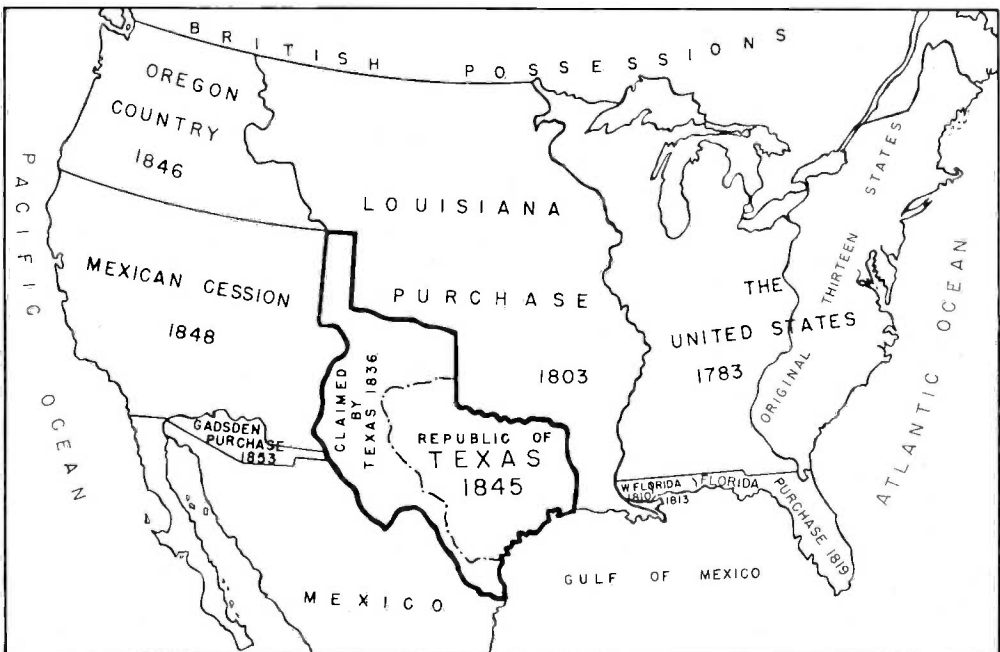 BRITISH POSSESSIONS
OREGON
COUNTRY
1846
PACIFIC
OCEAN
LOUISIANA
PURCHASE
1803
MEXICAN CESSION
1848
THE
UNITED STATES
1783
ORIGINAL THIRTEEN STATES
ATLANTIC OCEAN
CLAIMED
BY
TEXAS 1836
GADSDEN
PURCHASE
1853
REPUBLIC OF
TEXAS
1845
W FLORIDA
1810
1813
FLORIDA PURCHASE 1819
MEXICO
GULF OF MEXICO